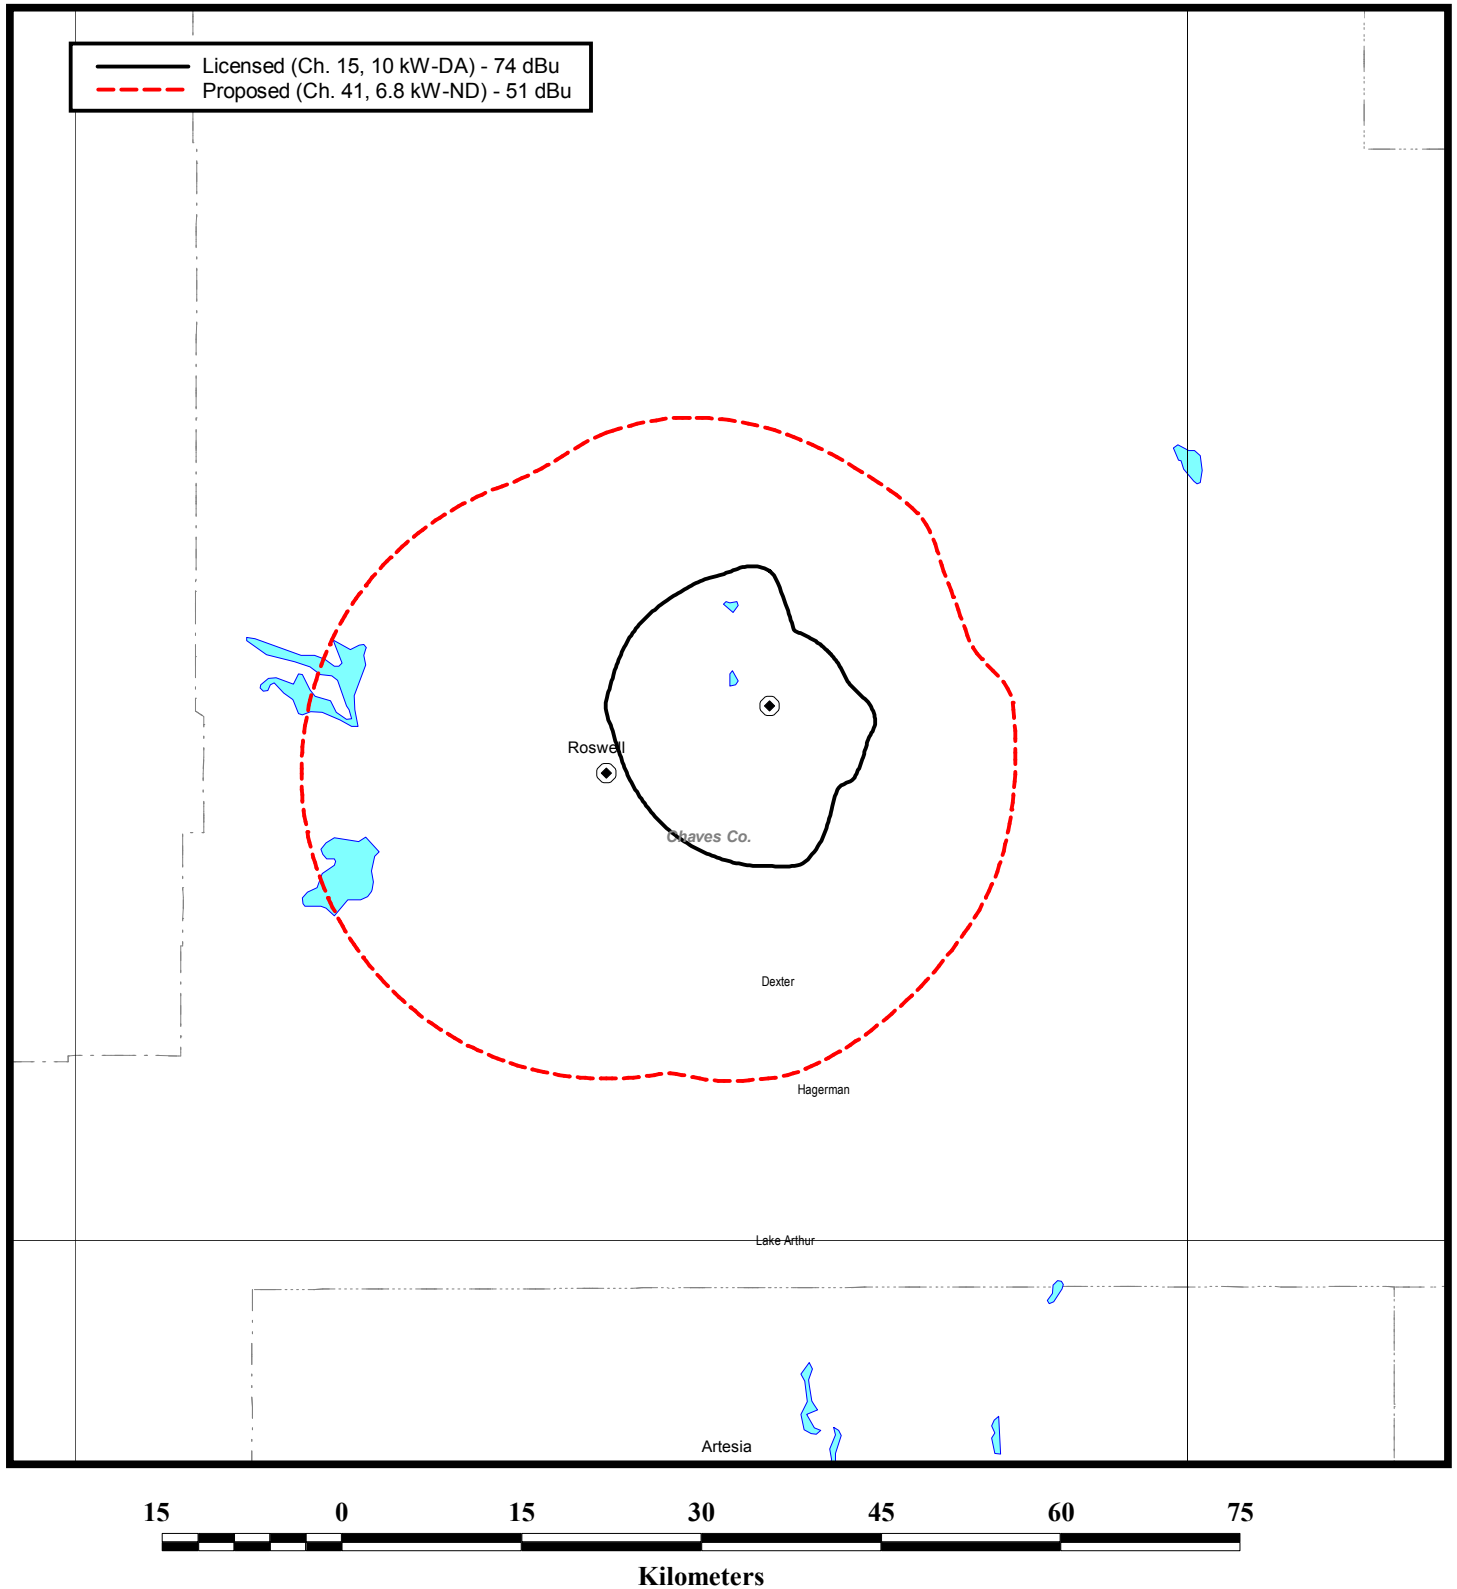 Licensed (Ch. 15, 10 kW-DA) - 74 dBu
Proposed (Ch. 41, 6.8 kW-ND) - 51 dBu
Roswell
Chaves Co.
Dexter
Hagerman
Lake Arthur
Artesia
15 0 15 30 45 60 75
Kilometers